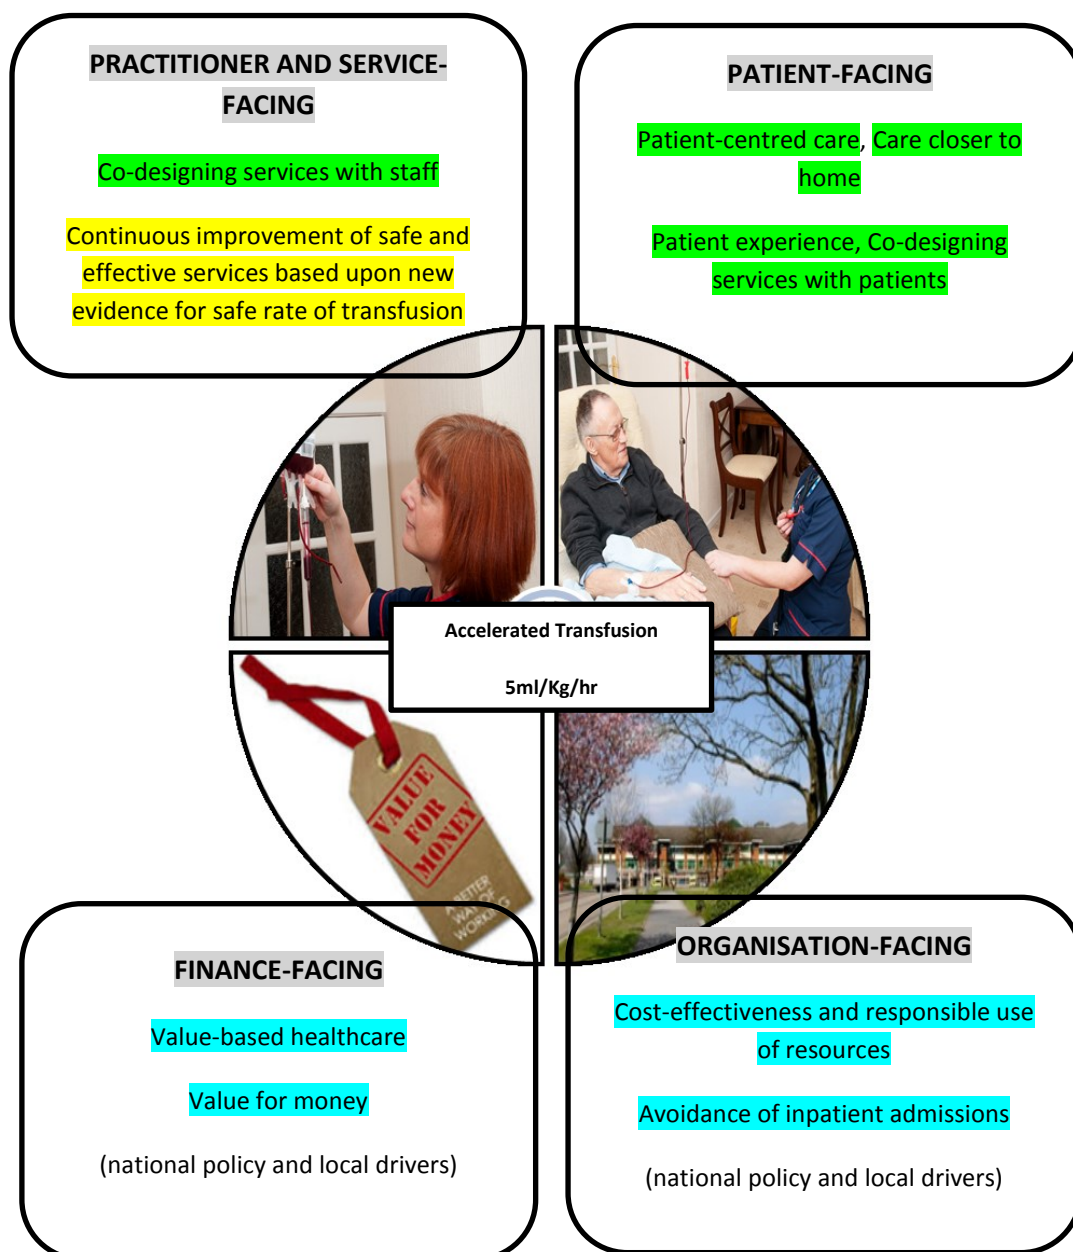 PRACTITIONER AND SERVICE-
FACING
Co-designing services with staff
Continuous improvement of safe and
effective services based upon new
evidence for safe rate of transfusion
PATIENT-FACING
Patient-centred care, Care closer to
home
Patient experience, Co-designing
services with patients
Accelerated Transfusion
5ml/Kg/hr
VALUE
FOR
MONEY
A BETTER
WAY OF
WORKING
FINANCE-FACING
Value-based healthcare
Value for money
(national policy and local drivers)
ORGANISATION-FACING
Cost-effectiveness and responsible use
of resources
Avoidance of inpatient admissions
(national policy and local drivers)